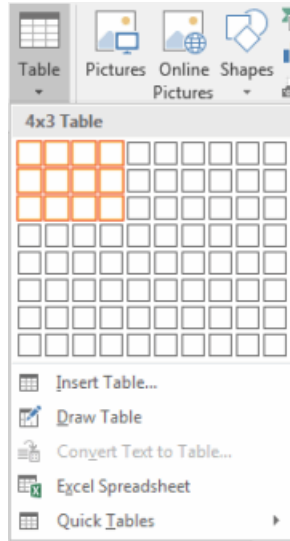 Table Pictures Online Shapes
Pictures
4x3 Table
Insert Table...
Draw Table
Convert Text to Table...
Excel Spreadsheet
Quick Tables